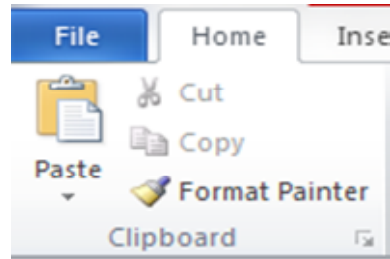 File Home Inse
Cut
Copy
Paste
Format Painter
Clipboard